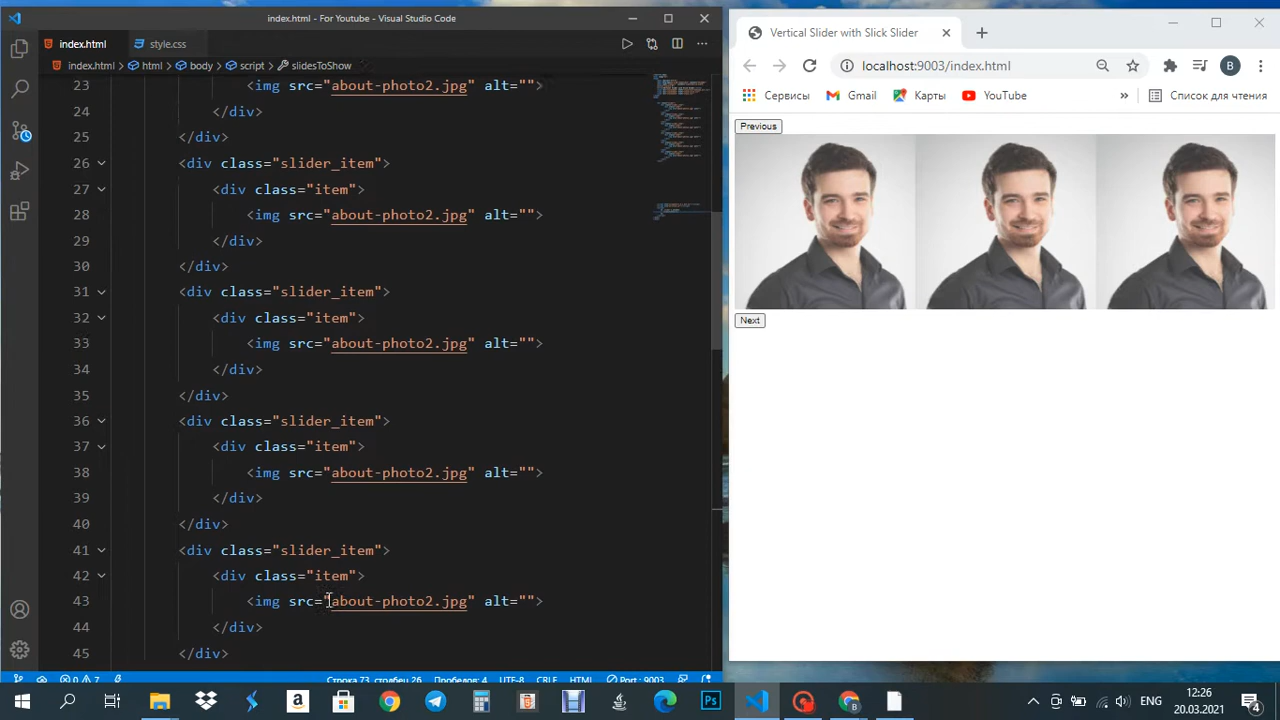 index.html - For Youtube - Visual Studio Code
index.html
style.css
index.html > html > body > script > slidesToShow
23 <img src="about-photo2.jpg" alt="">
24 </div>
25 </div>
26 <div class="slider_item">
27 <div class="item">
28 <img src="about-photo2.jpg" alt="">
29 </div>
30 </div>
31 <div class="slider_item">
32 <div class="item">
33 <img src="about-photo2.jpg" alt="">
34 </div>
35 </div>
36 <div class="slider_item">
37 <div class="item">
38 <img src="about-photo2.jpg" alt="">
39 </div>
40 </div>
41 <div class="slider_item">
42 <div class="item">
43 <img src="about-photo2.jpg" alt="">
44 </div>
45 </div>
0 7 Строка 73, столбец 26 Пробелов: 4 UTF-8 CRLF HTML Port : 9003
Vertical Slider with Slick Slider
localhost:9003/index.html
B
Сервисы Gmail Карты YouTube » Список для чтения
Previous
Next
Ps
ENG
12:26
20.03.2021
4